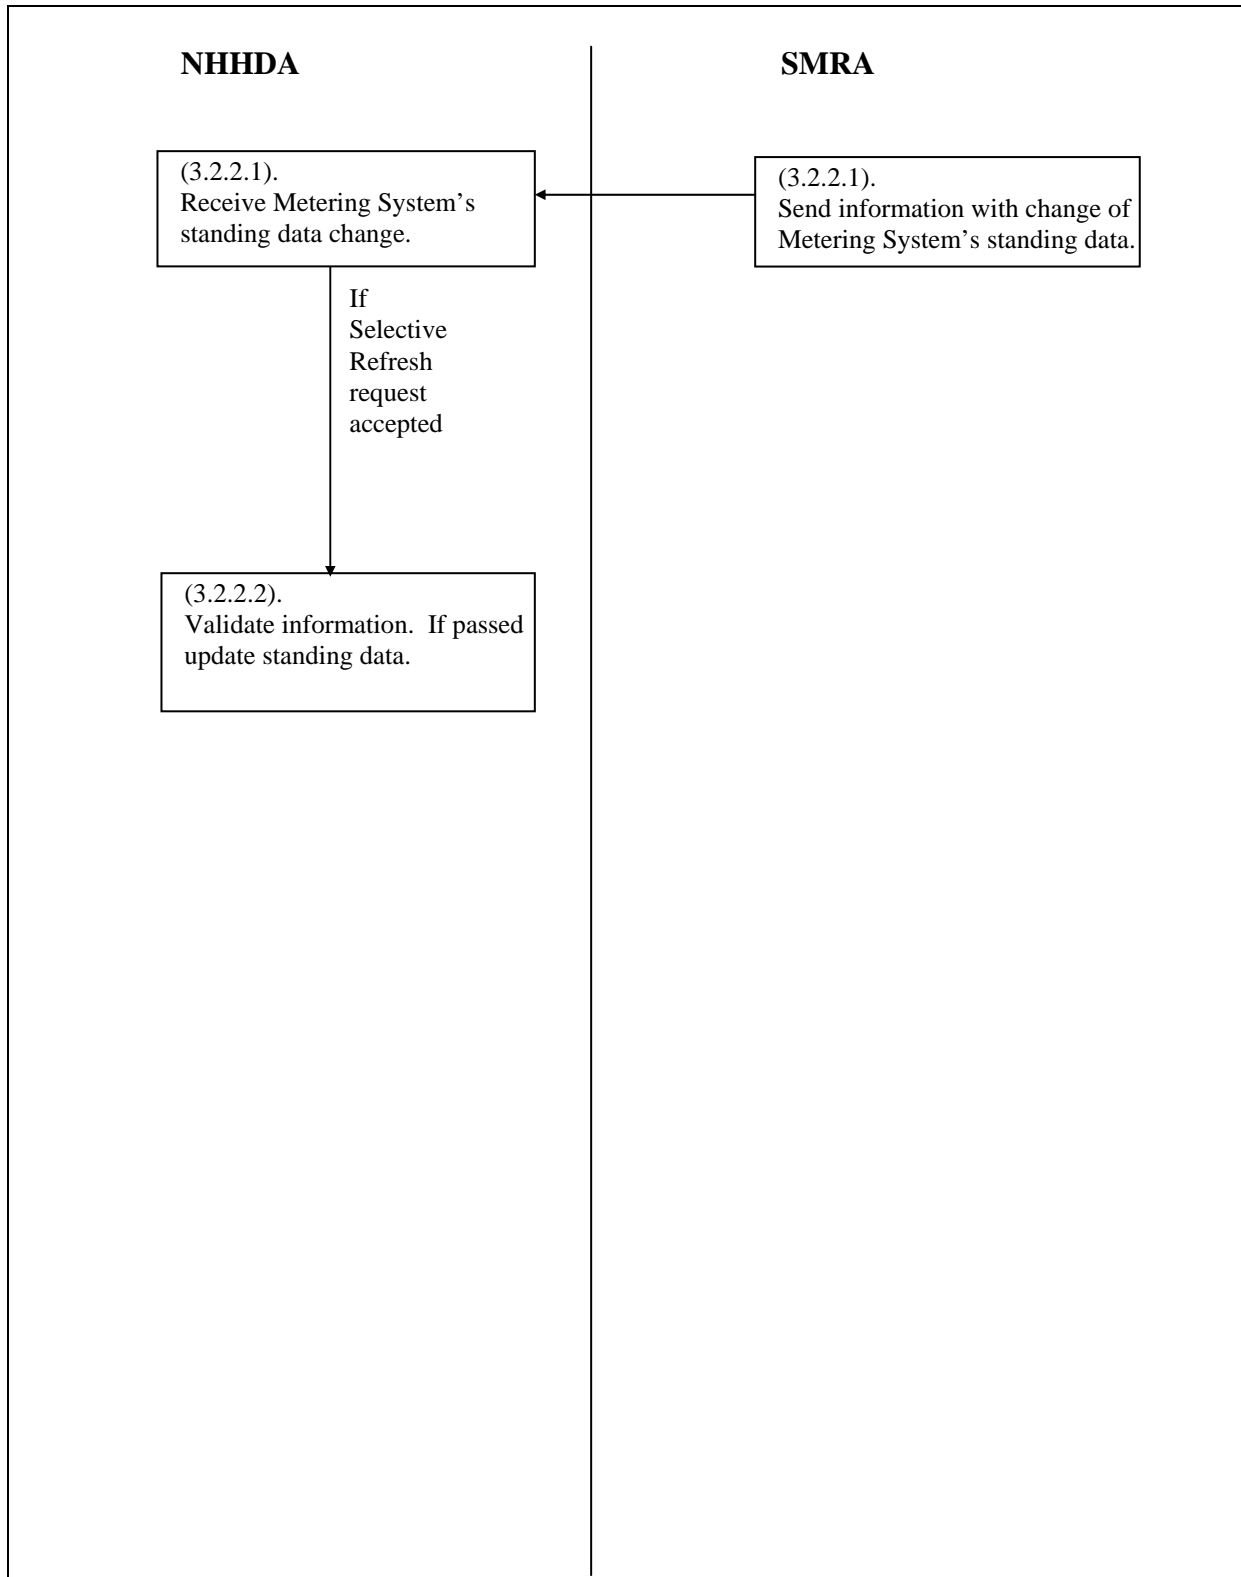 NHHDA
SMRA
(3.2.2.1).
Receive Metering System’s
standing data change.
(3.2.2.1).
Send information with change of
Metering System’s standing data.
If
Selective
Refresh
request
accepted
(3.2.2.2).
Validate information.  If passed
update standing data.